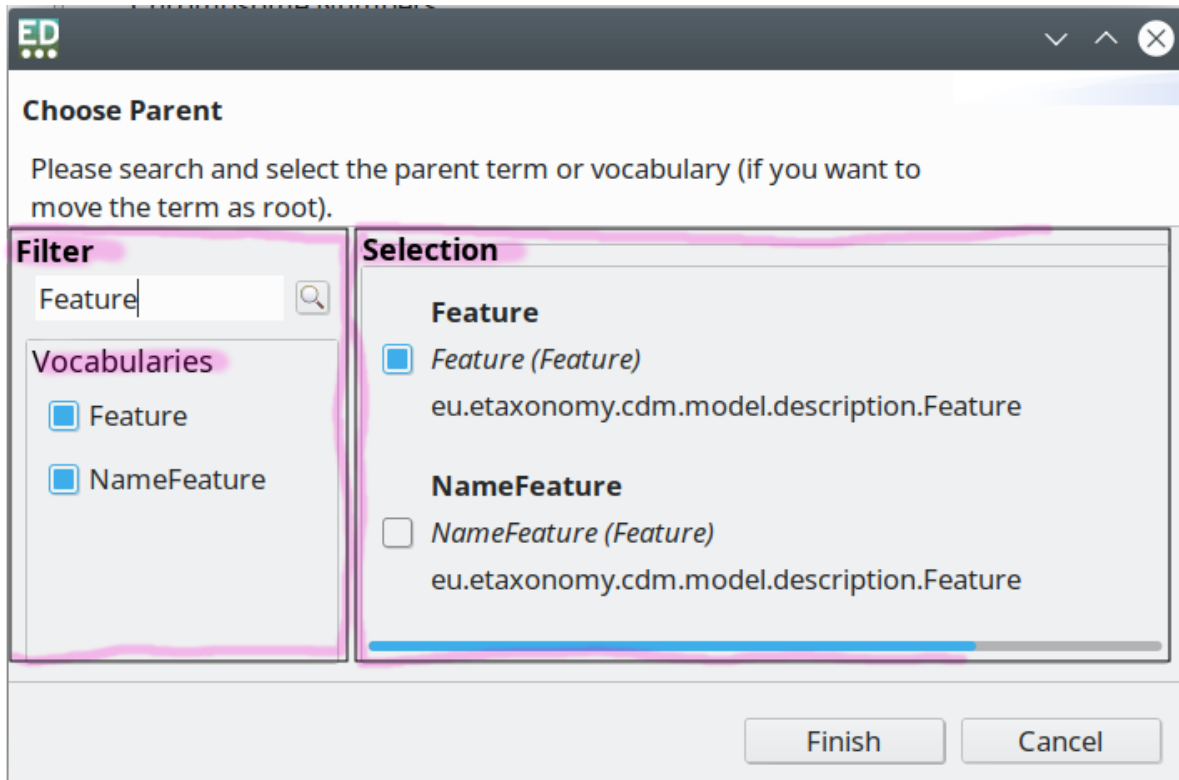 Chromosome Numbers
ED
Choose Parent
Please search and select the parent term or vocabulary (if you want to
move the term as root).
Filter
Feature
Vocabularies
Feature
NameFeature
Selection
Feature
Feature (Feature)
eu.etaxonomy.cdm.model.description.Feature
NameFeature
NameFeature (Feature)
eu.etaxonomy.cdm.model.description.Feature
Finish
Cancel